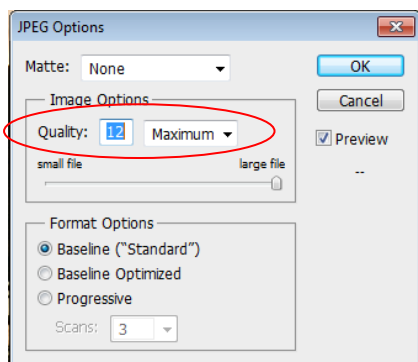 JPEG Options
Matte: None
OK
Image Options
Cancel
Quality: 12 Maximum
Preview
small file large file
--
Format Options
Baseline ("Standard")
Baseline Optimized
Progressive
Scans: 3